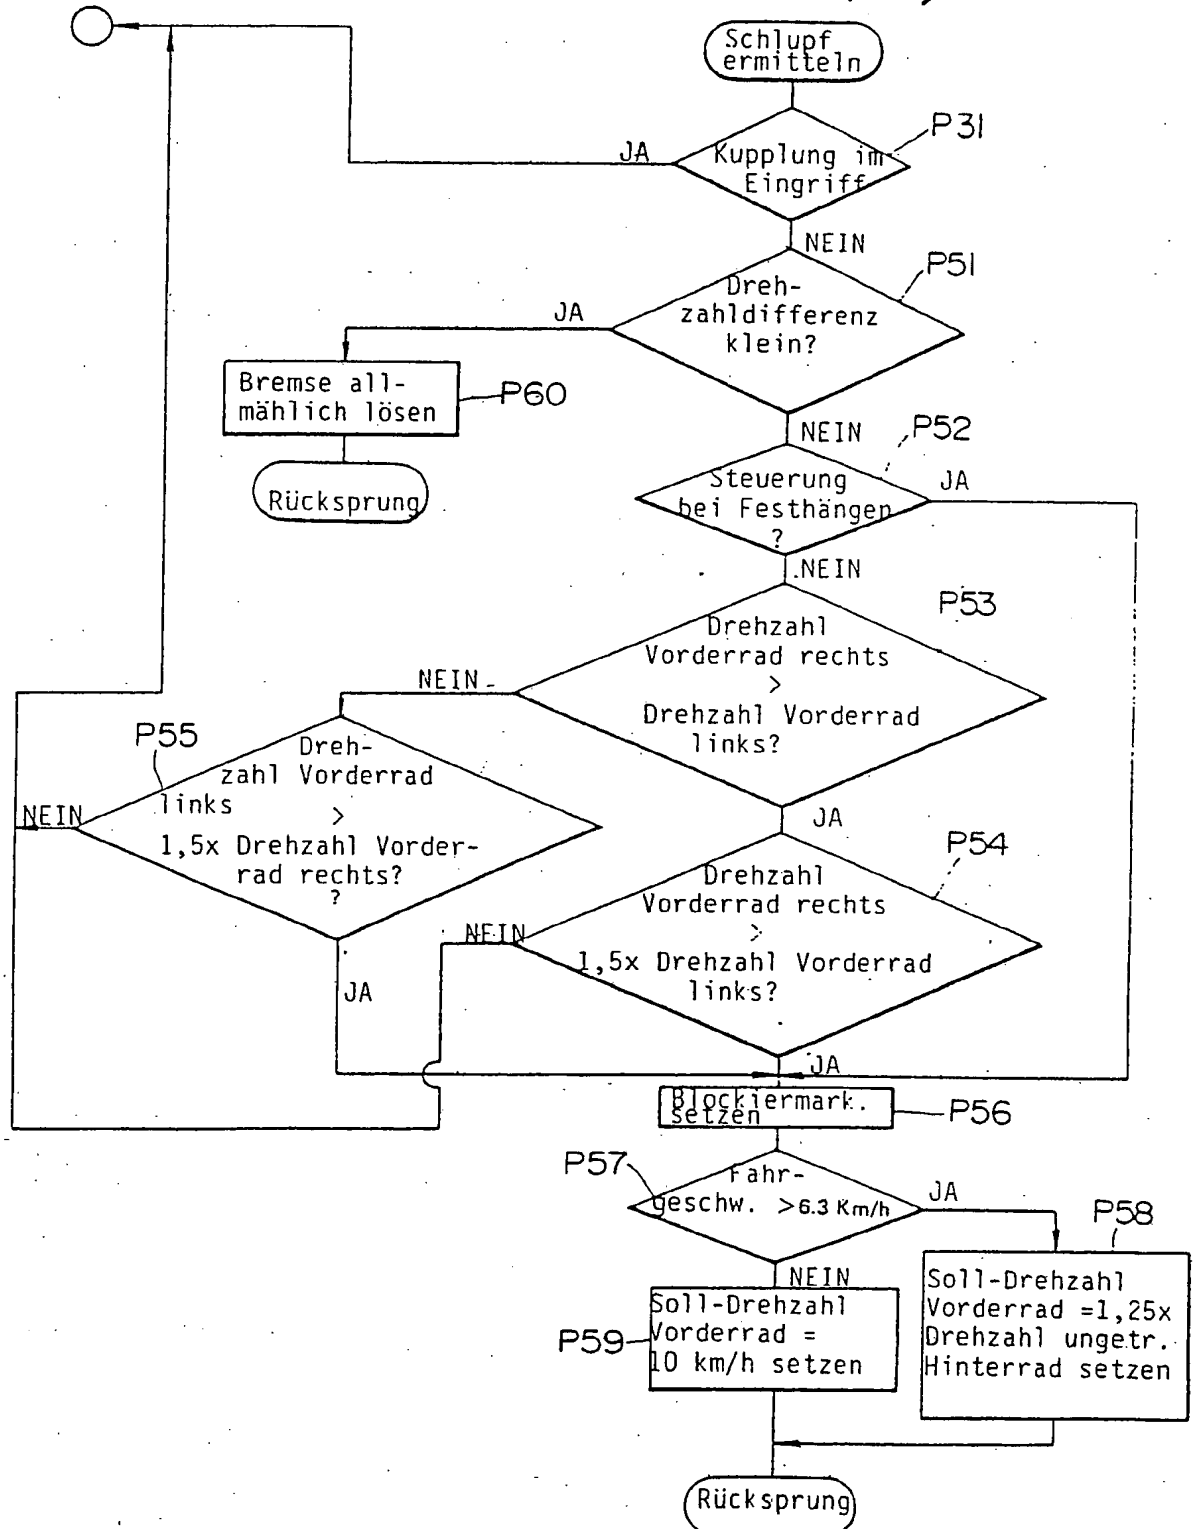 Schlupf
ermitteln
P31
JA
Kupplung im
Eingriff
NEIN
P51
Dreh-
zahldifferenz
klein?
JA
Bremse all-
mählich lösen
P60
Rücksprung
NEIN
P52
Steuerung
bei Festhängen
?
JA
NEIN
P53
Drehzahl
Vorderrad rechts
>
Drehzahl Vorderrad
links?
NEIN
P55
Dreh-
zahl Vorderrad
links
>
1,5x Drehzahl Vorder-
rad rechts?
?
NEIN
JA
JA
P54
Drehzahl
Vorderrad rechts
>
1,5x Drehzahl Vorderrad
links?
NEIN
JA
Blockiermark.
setzen
P56
P57
Fahr-
geschw. >6.3 Km/h
JA
P58
NEIN
Soll-Drehzahl
Vorderrad =1,25x
Drehzahl ungetr.
Hinterrad setzen
P59
Soll-Drehzahl
Vorderrad =
10 km/h setzen
Rücksprung